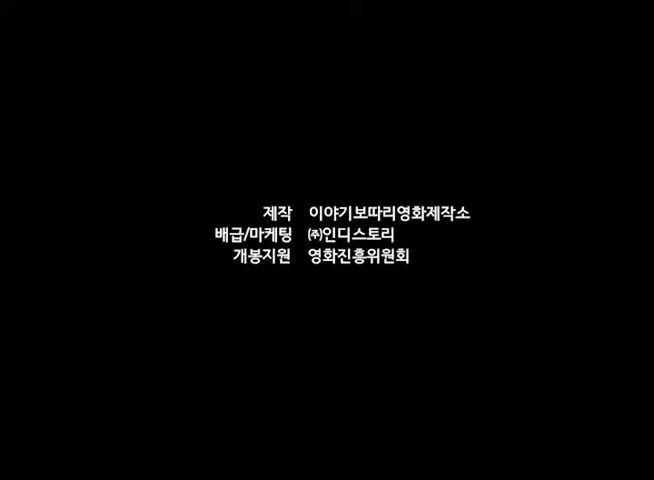 제작 이야기보따리영화제작소
배급/마케팅 ㈜인디스토리
개봉지원 영화진흥위원회